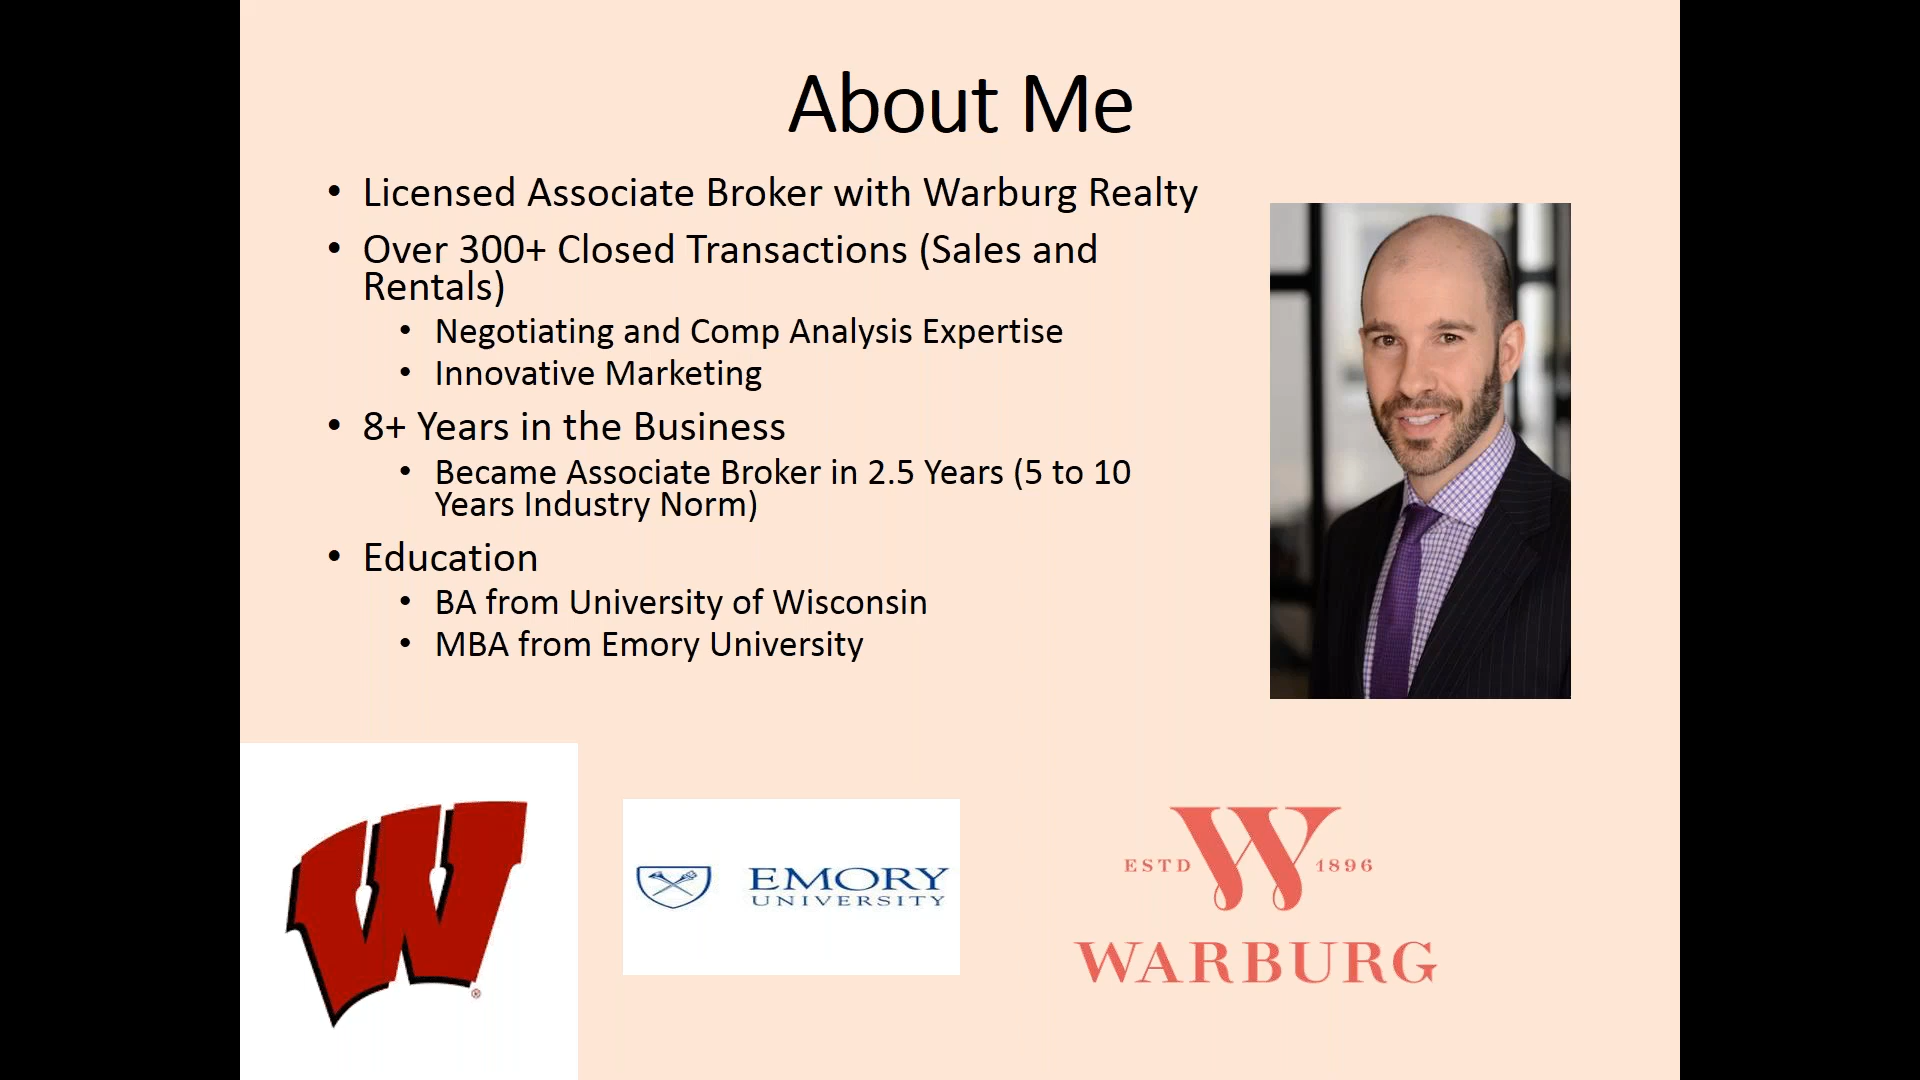 About Me
• Licensed Associate Broker with Warburg Realty
• Over 300+ Closed Transactions (Sales and
Rentals)
• Negotiating and Comp Analysis Expertise
• Innovative Marketing
• 8+ Years in the Business
• Became Associate Broker in 2.5 Years (5 to 10
Years Industry Norm)
• Education
• BA from University of Wisconsin
• MBA from Emory University
W
®
EMORY
UNIVERSITY
ESTD W 1896
WARBURG